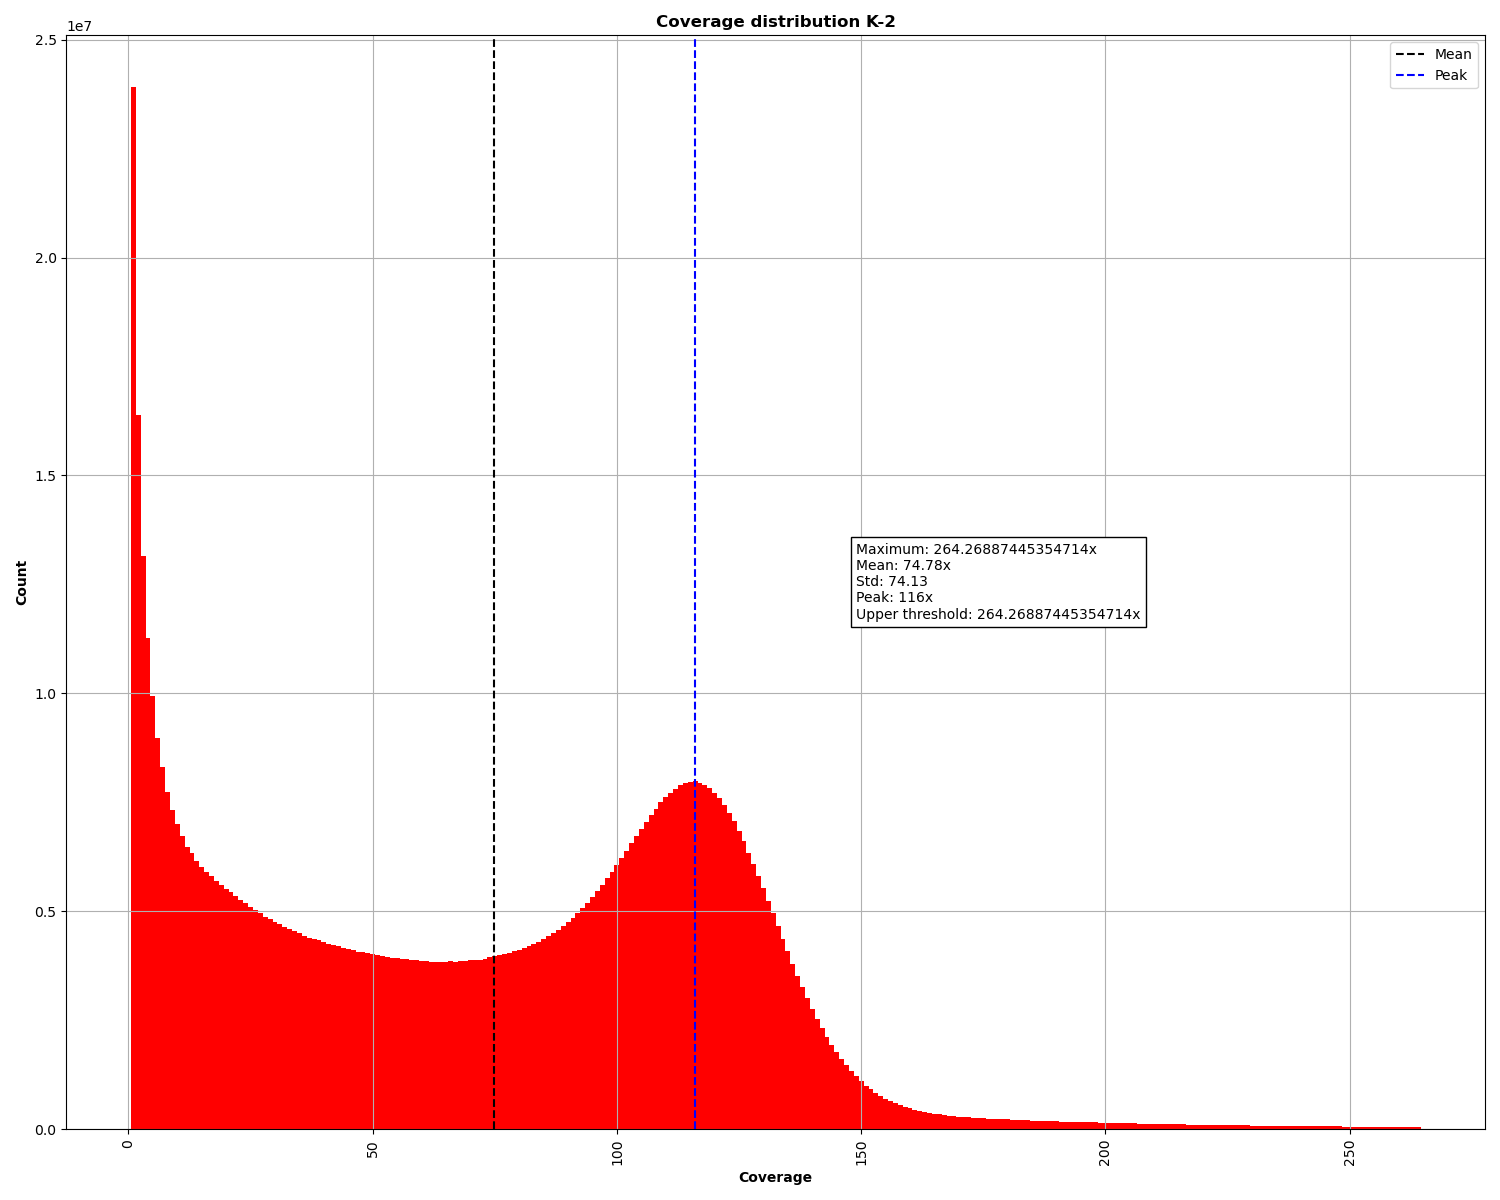 Coverage distribution K-2
1e7
2.5
2.0
1.5
1.0
0.5
0.0
Count
Mean
Peak
Maximum: 264.26887445354714x
Mean: 74.78x
Std: 74.13
Peak: 116x
Upper threshold: 264.26887445354714x
0
50
100
150
200
250
Coverage